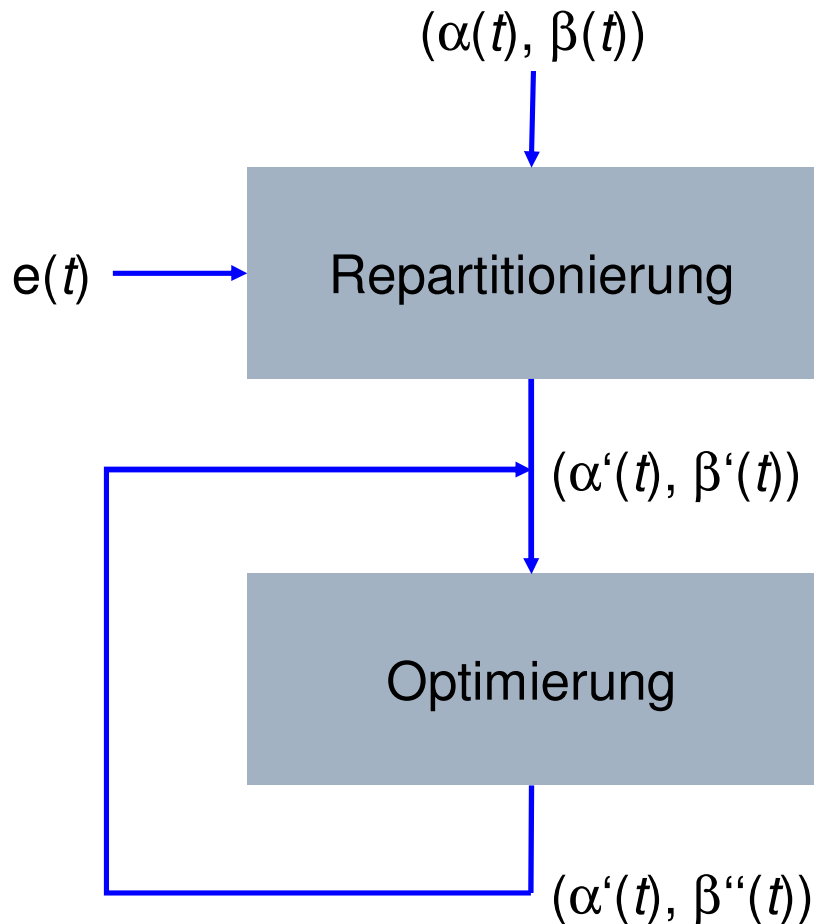 (α(t), β(t))
e(t)
Repartitionierung
(α‘(t), β‘(t))
Optimierung
(α‘(t), β‘‘(t))